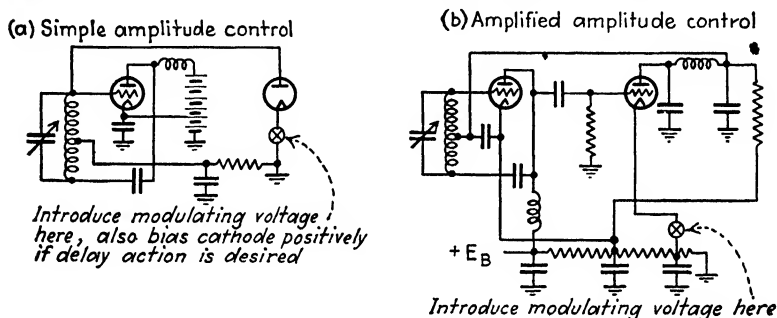 (a) Simple amplitude control
Introduce modulating voltage
here, also bias cathode positively
if delay action is desired
(b) Amplified amplitude control
+ E_B
Introduce modulating voltage here